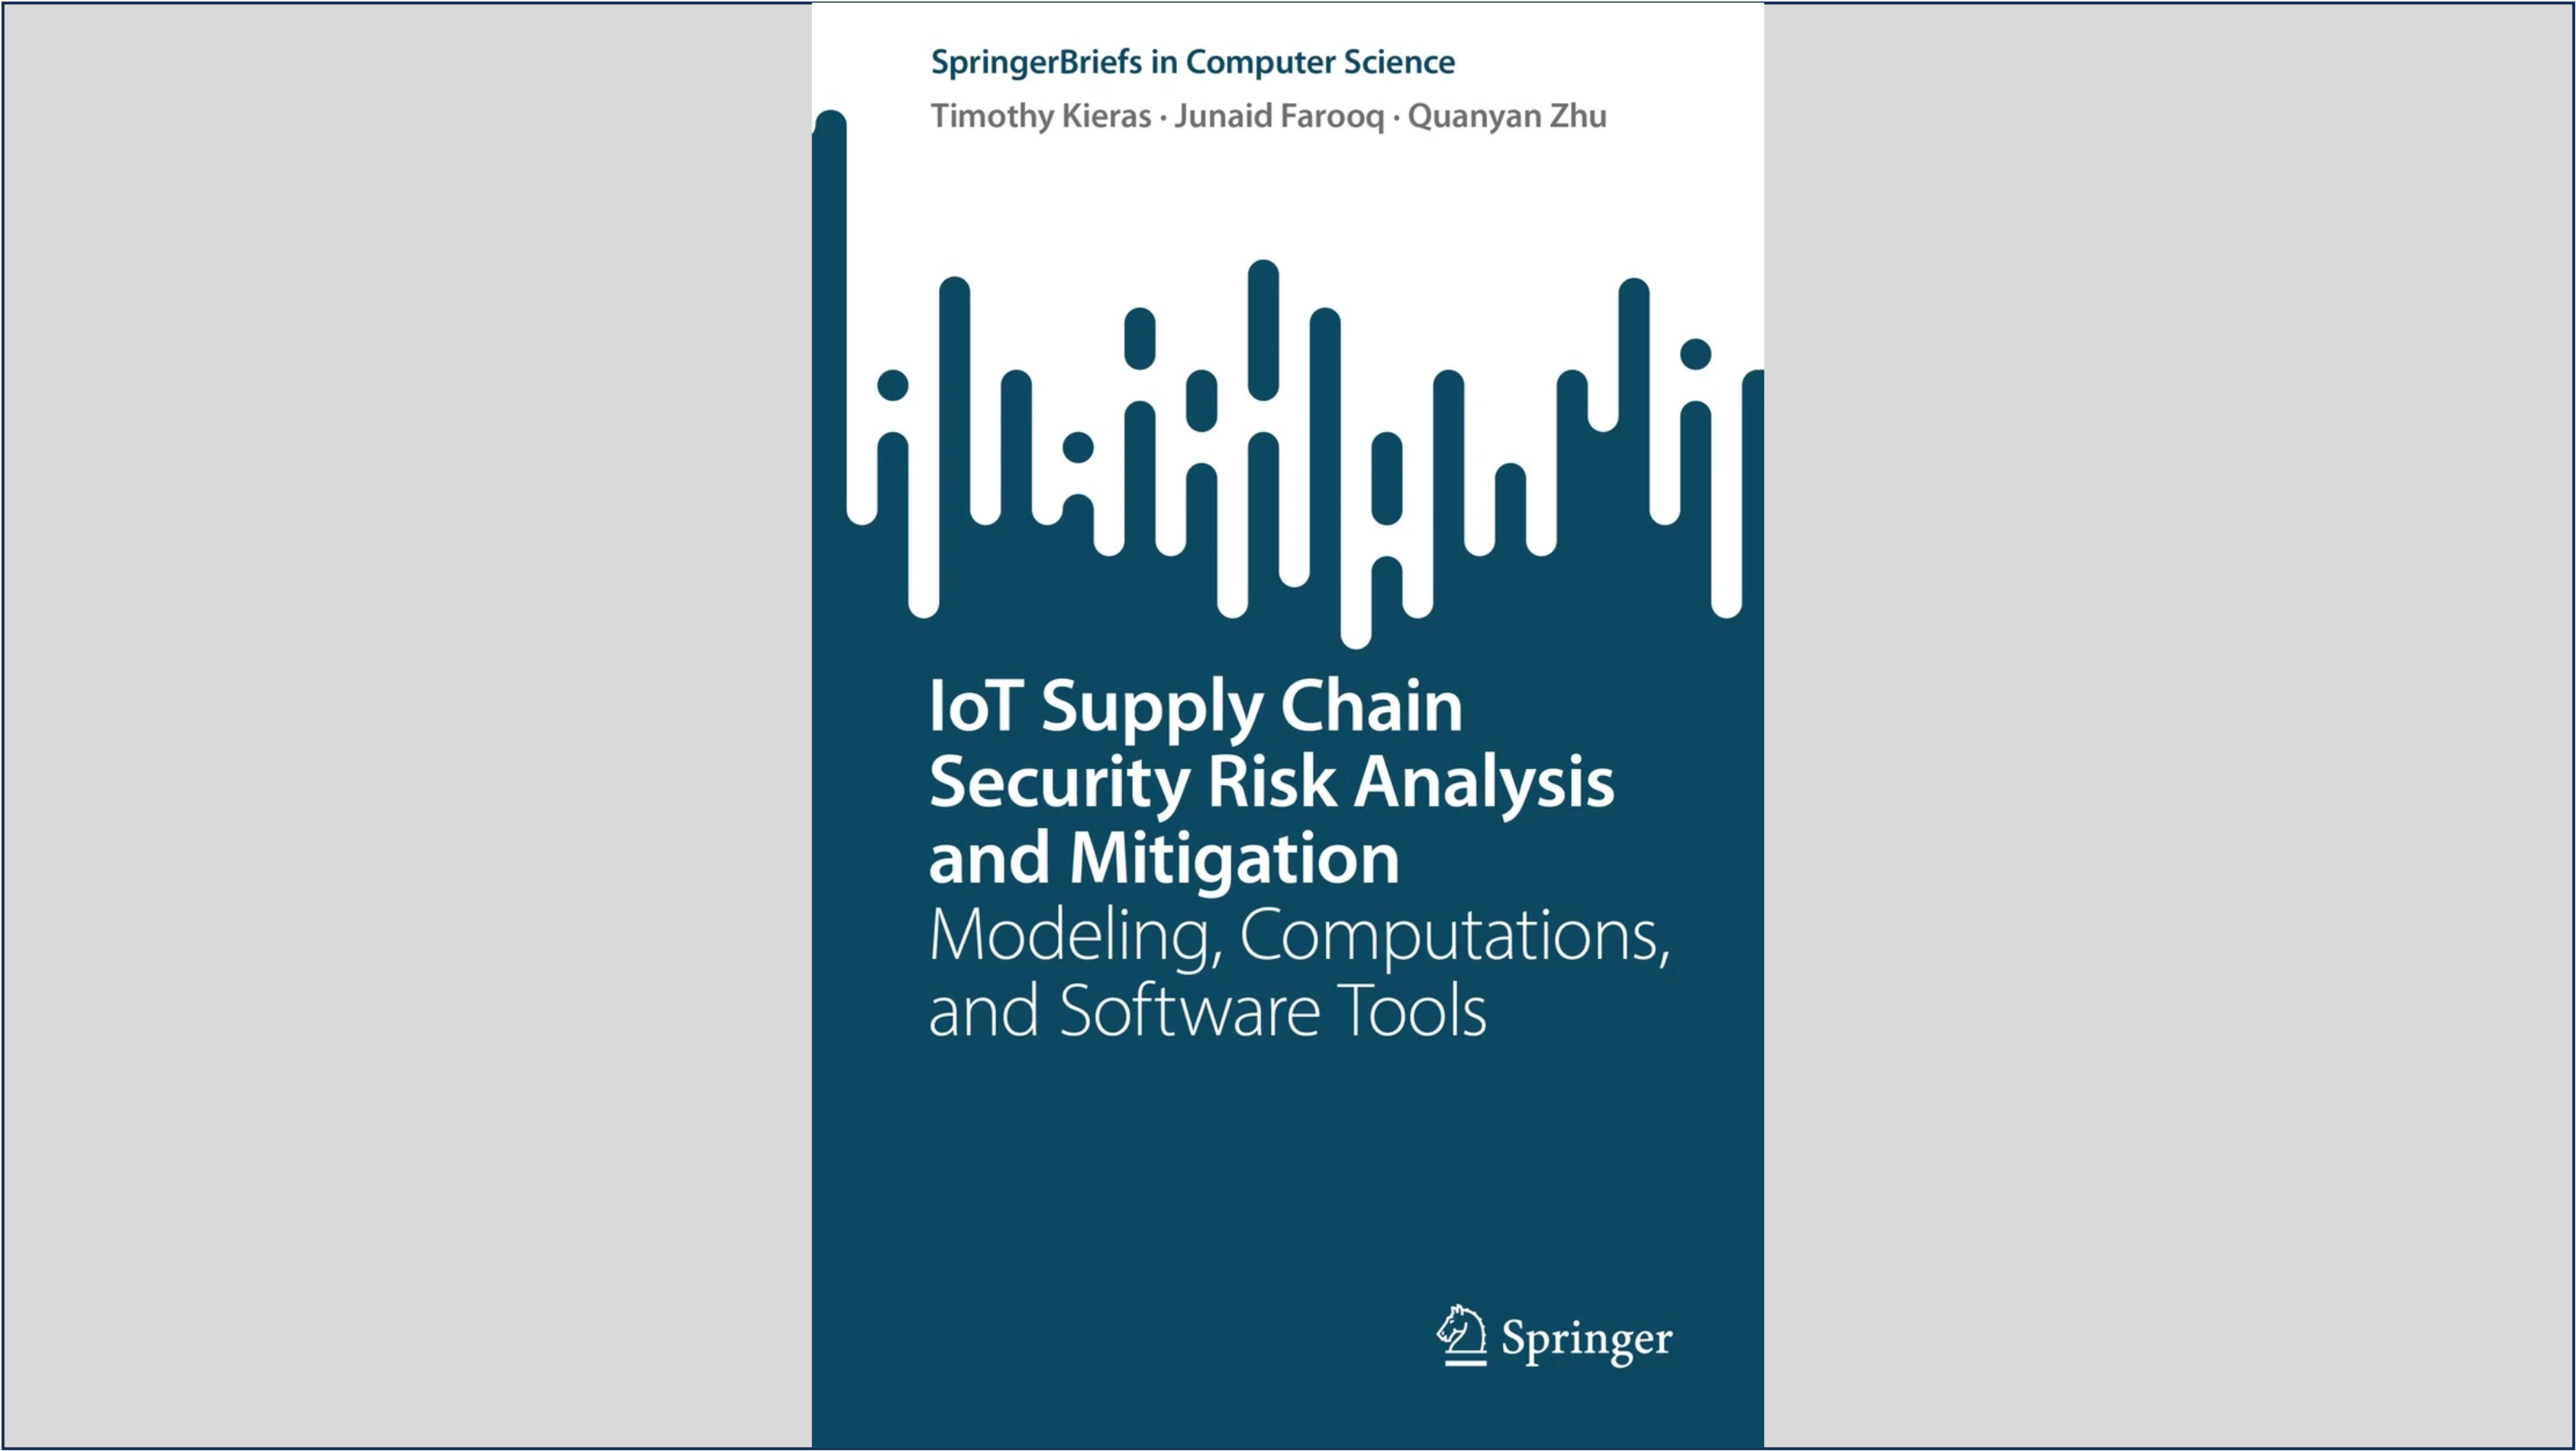 SpringerBriefs in Computer Science
Timothy Kieras · Junaid Farooq · Quanyan Zhu
IoT Supply Chain
Security Risk Analysis
and Mitigation
Modeling, Computations,
and Software Tools
Springer